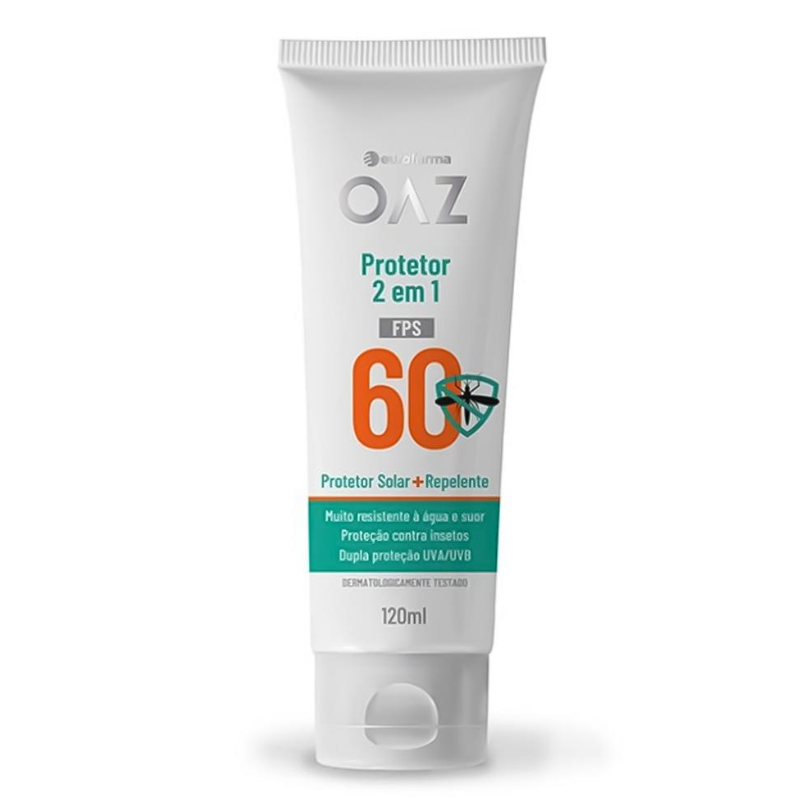 eurofarma
OAZ
Protetor
2 em 1
FPS
60
Protetor Solar+Repelente
Muito resistente à água e suor
Proteção contra insetos
Dupla proteção UVA/UVB
DERMATOLOGICAMENTE TESTADO
120ml